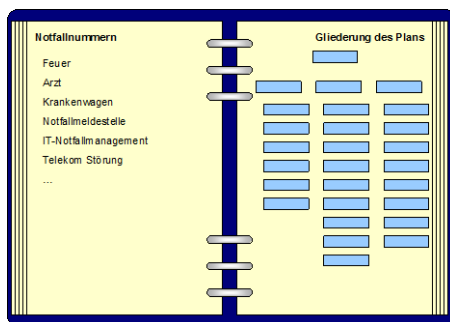 Notfallnummern
Feuer
Arzt
Krankenwagen
Notfallmeldestelle
IT-Notfallmanagement
Telekom Störung
...
Gliederung des Plans